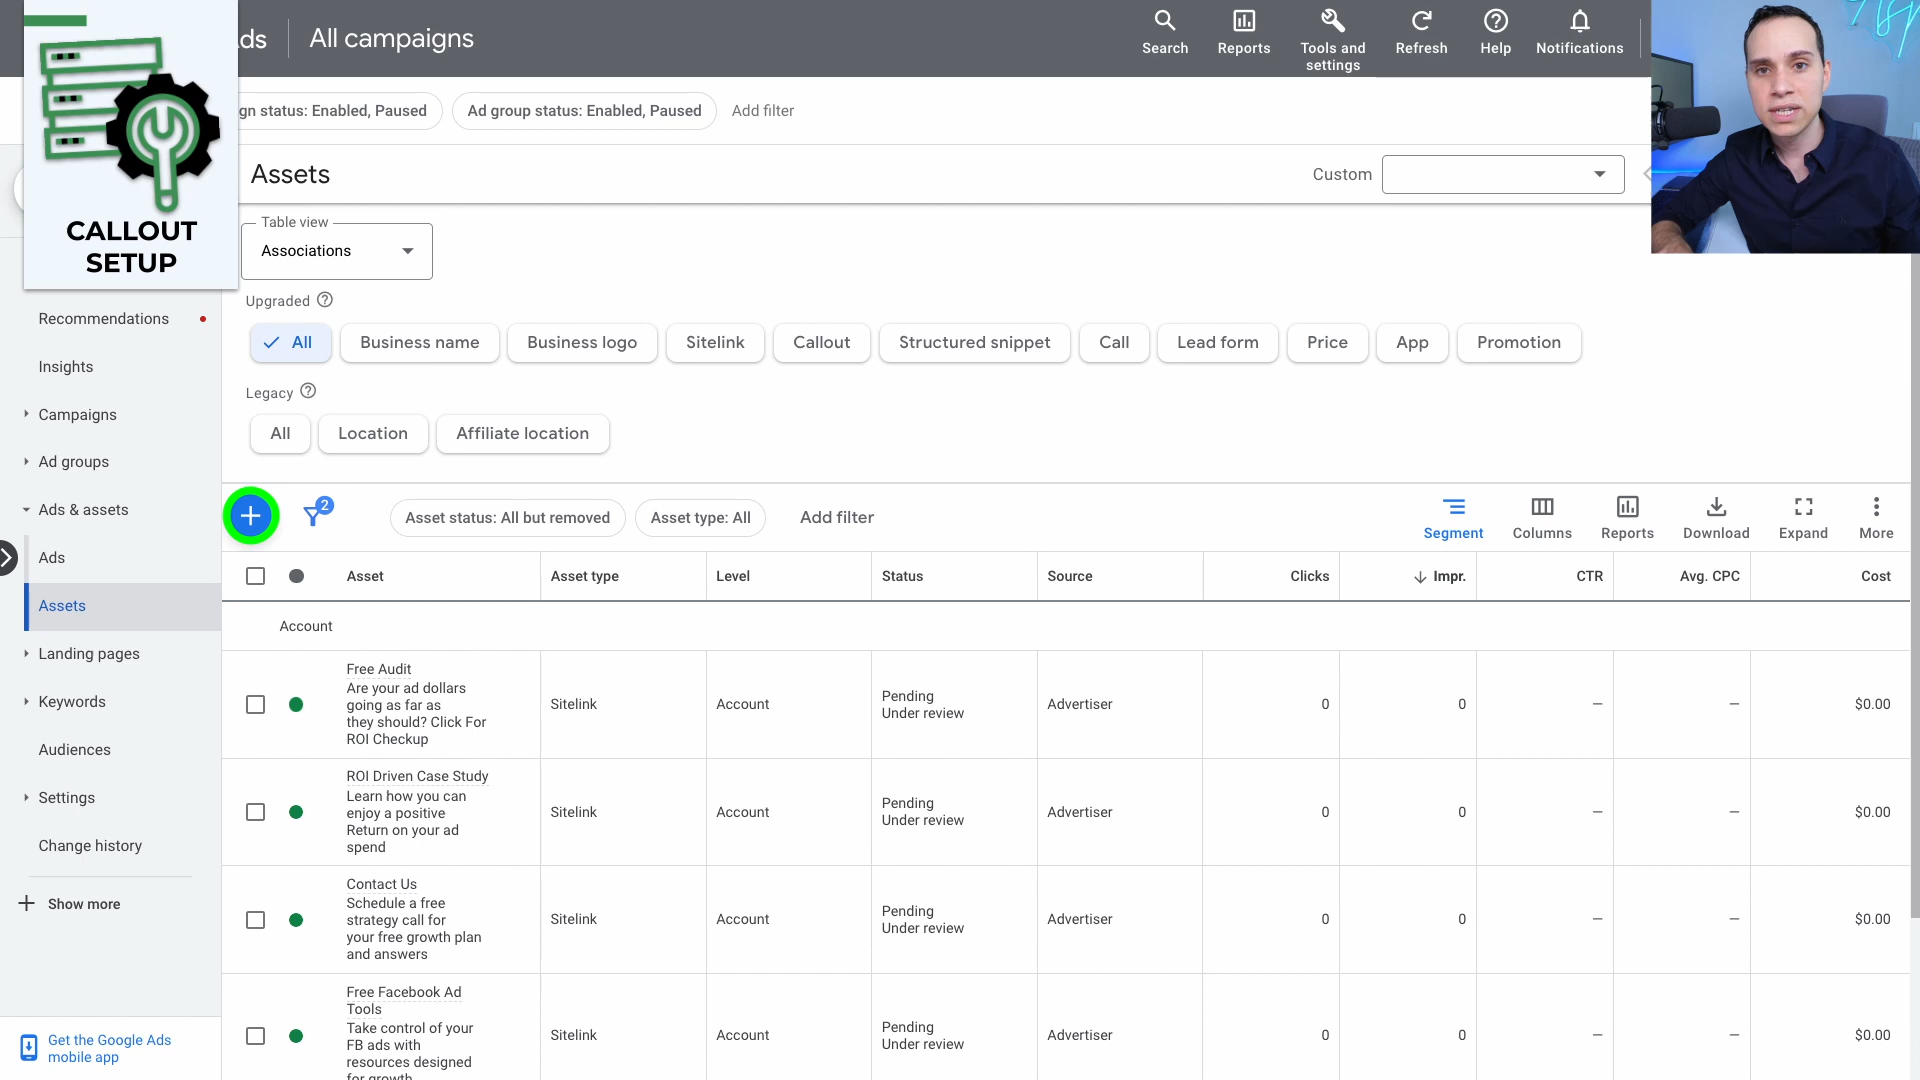 ds
All campaigns
Search
Reports
Tools and
settings
Refresh
Help
Notifications
CALLOUT
SETUP
gn status: Enabled, Paused
Ad group status: Enabled, Paused
Add filter
Assets
Custom
Table view
Associations
Upgraded
All
Business name
Business logo
Sitelink
Callout
Structured snippet
Call
Lead form
Price
App
Promotion
Legacy
All
Location
Affiliate location
Recommendations
Insights
Campaigns
Ad groups
Ads & assets
Ads
Assets
Landing pages
Keywords
Audiences
Settings
Change history
Show more
Get the Google Ads
mobile app
2
Asset status: All but removed
Asset type: All
Add filter
Segment
Columns
Reports
Download
Expand
More
Asset
Asset type
Level
Status
Source
Clicks
Impr.
CTR
Avg. CPC
Cost
Account
Free Audit
Are your ad dollars
going as far as
they should? Click For
ROI Checkup
Sitelink
Account
Pending
Under review
Advertiser
0
0
–
–
$0.00
ROI Driven Case Study
Learn how you can
enjoy a positive
Return on your ad
spend
Sitelink
Account
Pending
Under review
Advertiser
0
0
–
–
$0.00
Contact Us
Schedule a free
strategy call for
your free growth plan
and answers
Sitelink
Account
Pending
Under review
Advertiser
0
0
–
–
$0.00
Free Facebook Ad
Tools
Take control of your
FB ads with
resources designed
for growth
Sitelink
Account
Pending
Under review
Advertiser
0
0
–
–
$0.00